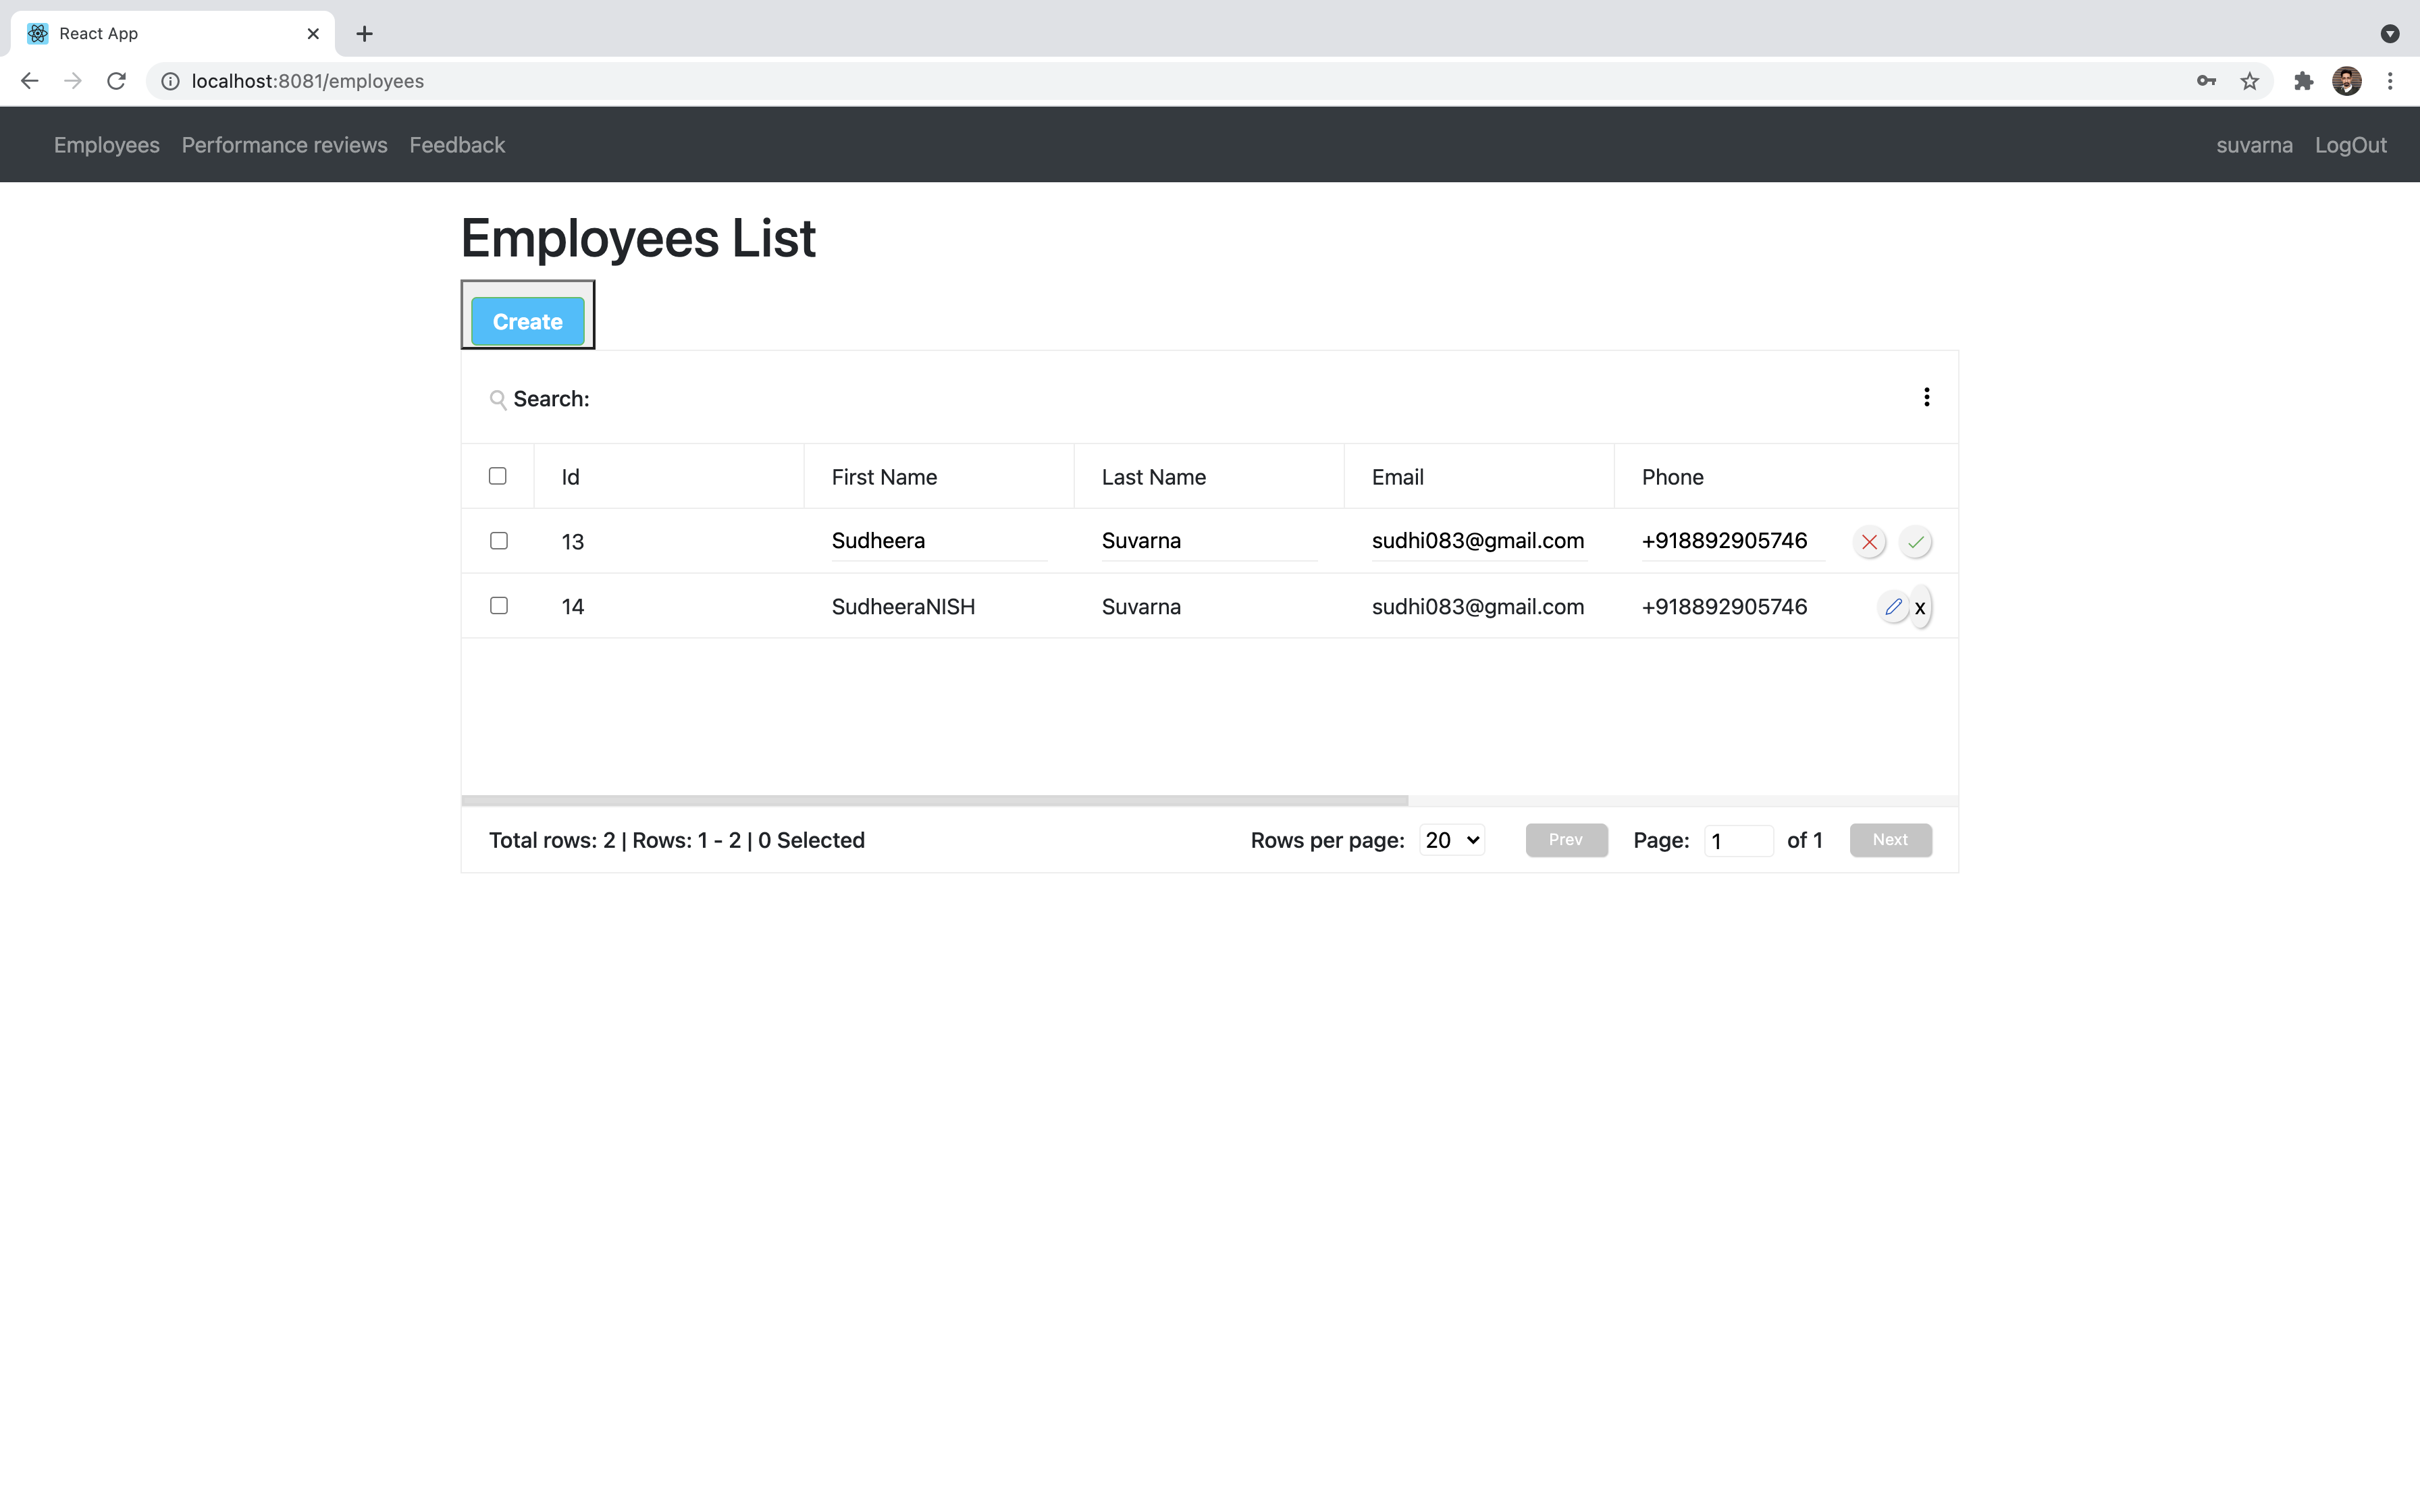 React App
localhost:8081/employees
Employees Performance reviews Feedback suvarna LogOut
Employees List
Create
Search:
Id First Name Last Name Email Phone
13 Sudheera Suvarna sudhi083@gmail.com +918892905746
14 SudheeraNISH Suvarna sudhi083@gmail.com +918892905746 x
Total rows: 2 | Rows: 1 - 2 | 0 Selected Rows per page: 20 Prev Page: 1 of 1 Next